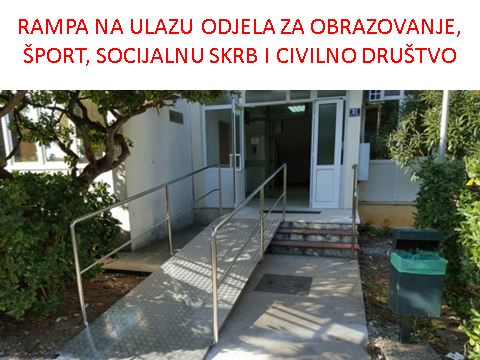 RAMPA NA ULAZU ODJELA ZA OBRAZOVANJE,
ŠPORT, SOCIJALNU SKRB I CIVILNO DRUŠTVO